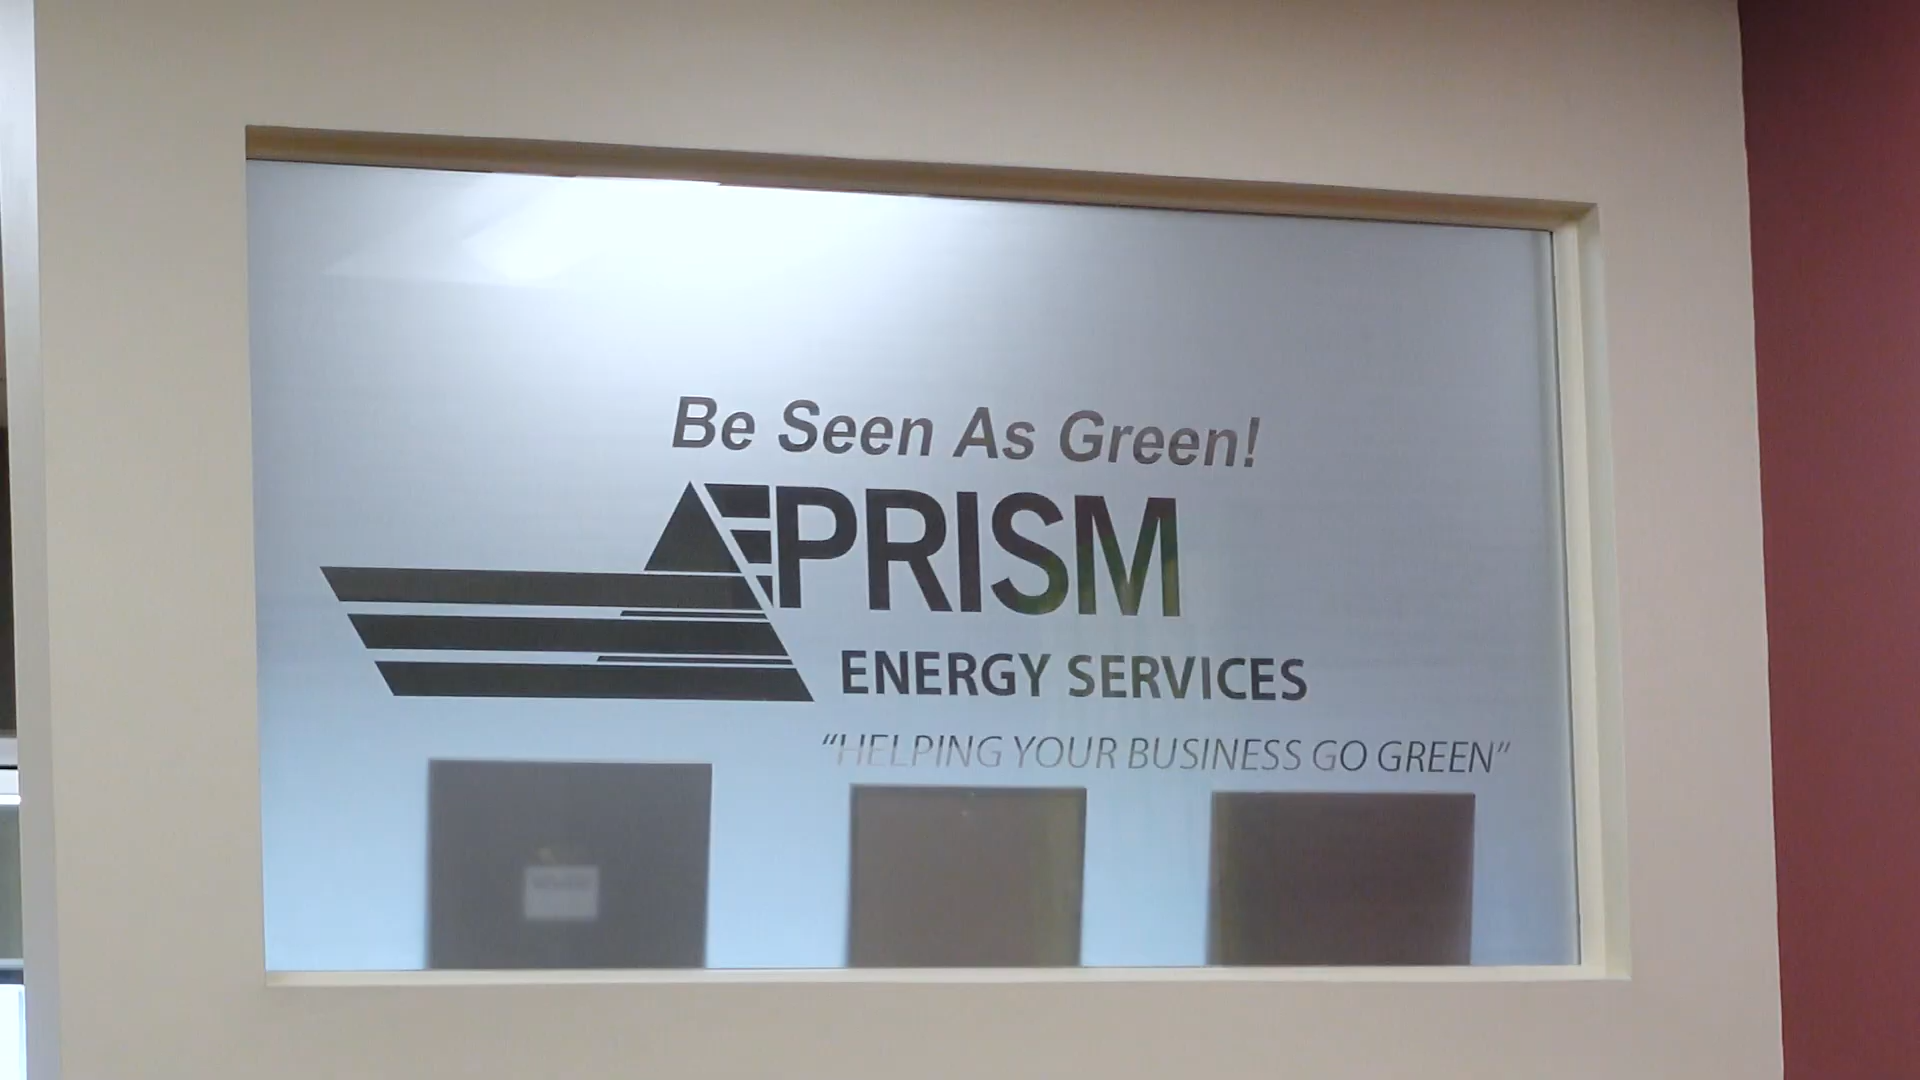 Be Seen As Green!
PRISM
ENERGY SERVICES
“HELPING YOUR BUSINESS GO GREEN”